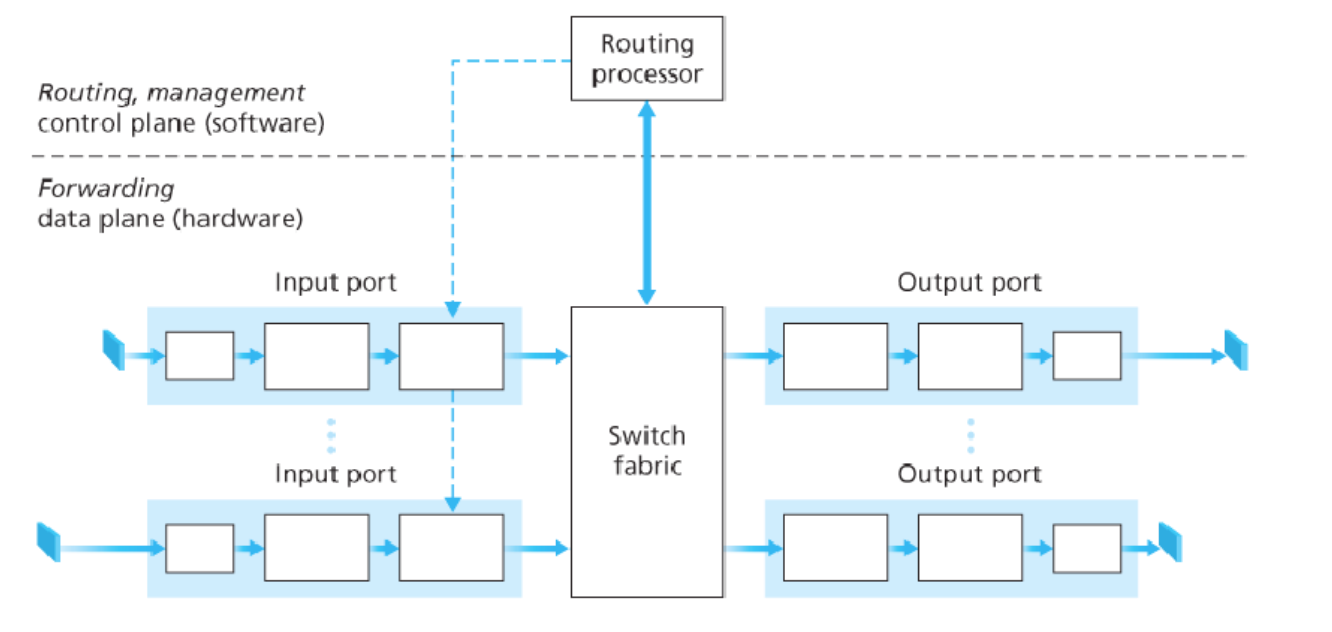 Routing
processor
Routing, management
control plane (software)
Forwarding
data plane (hardware)
Input port
Output port
Switch
fabric
Input port
Output port